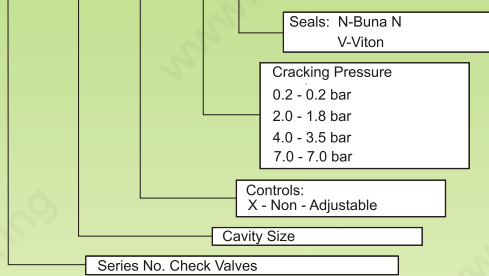 Seals: N-Buna N
V-Viton
Cracking Pressure
0.2 - 0.2 bar
2.0 - 1.8 bar
4.0 - 3.5 bar
7.0 - 7.0 bar
Controls:
X - Non - Adjustable
Cavity Size
Series No. Check Valves